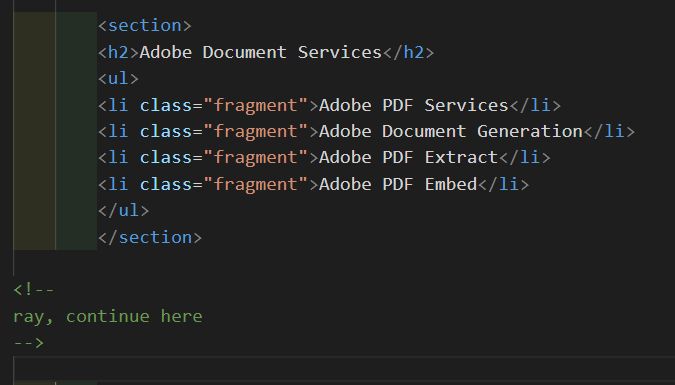 <section>
<h2>Adobe Document Services</h2>
<ul>
<li class="fragment">Adobe PDF Services</li>
<li class="fragment">Adobe Document Generation</li>
<li class="fragment">Adobe PDF Extract</li>
<li class="fragment">Adobe PDF Embed</li>
</ul>
</section>
<!--
ray, continue here
-->